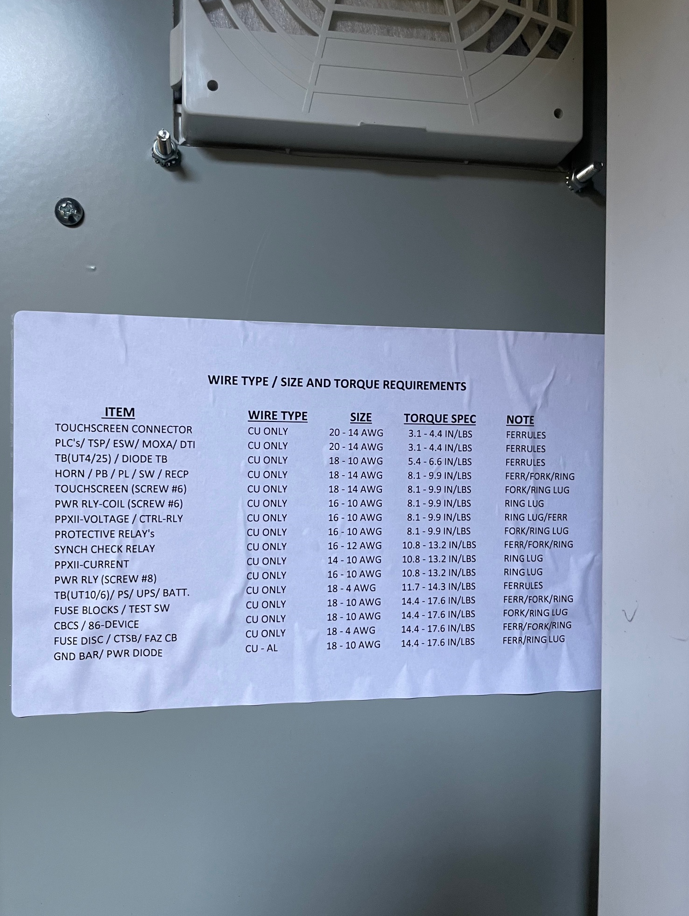 WIRE TYPE / SIZE AND TORQUE REQUIREMENTS
ITEM WIRE TYPE SIZE TORQUE SPEC NOTE
TOUCHSCREEN CONNECTOR CU ONLY 20 - 14 AWG 3.1 - 4.4 IN/LBS FERRULES
PLC's/ TSP/ ESW/ MOXA/ DTI CU ONLY 20 - 14 AWG 3.1 - 4.4 IN/LBS FERRULES
TB(UT4/25) / DIODE TB CU ONLY 18 - 10 AWG 5.4 - 6.6 IN/LBS FERRULES
HORN / PB / PL / SW / RECP CU ONLY 18 - 14 AWG 8.1 - 9.9 IN/LBS FERR/FORK/RING
TOUCHSCREEN (SCREW #6) CU ONLY 18 - 14 AWG 8.1 - 9.9 IN/LBS FORK/RING LUG
PWR RLY-COIL (SCREW #6) CU ONLY 16 - 10 AWG 8.1 - 9.9 IN/LBS RING LUG
PPXII-VOLTAGE / CTRL-RLY CU ONLY 16 - 10 AWG 8.1 - 9.9 IN/LBS RING LUG/FERR
PROTECTIVE RELAY's CU ONLY 16 - 10 AWG 8.1 - 9.9 IN/LBS FORK/RING LUG
SYNCH CHECK RELAY CU ONLY 16 - 12 AWG 10.8 - 13.2 IN/LBS FERR/FORK/RING
PPXII-CURRENT CU ONLY 14 - 10 AWG 10.8 - 13.2 IN/LBS RING LUG
PWR RLY (SCREW #8) CU ONLY 16 - 10 AWG 10.8 - 13.2 IN/LBS RING LUG
TB(UT10/6)/ PS/ UPS/ BATT. CU ONLY 18 - 4 AWG 11.7 - 14.3 IN/LBS FERRULES
FUSE BLOCKS / TEST SW CU ONLY 18 - 10 AWG 14.4 - 17.6 IN/LBS FERR/FORK/RING
CBCS / 86-DEVICE CU ONLY 18 - 10 AWG 14.4 - 17.6 IN/LBS FORK/RING LUG
FUSE DISC / CTSB/ FAZ CB CU ONLY 18 - 4 AWG 14.4 - 17.6 IN/LBS FERR/FORK/RING
GND BAR/ PWR DIODE CU - AL 18 - 10 AWG 14.4 - 17.6 IN/LBS FERR/RING LUG